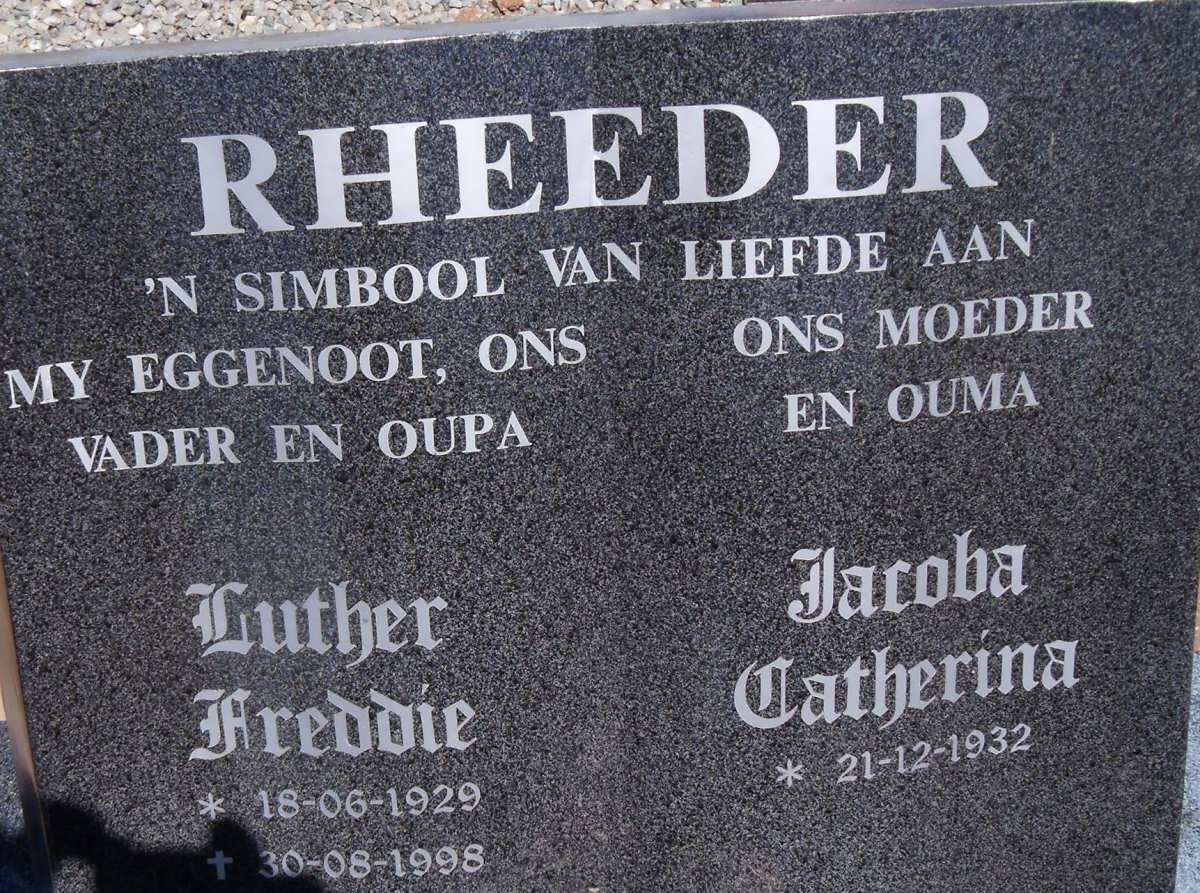 RHEEDER
'N SIMBOOL VAN LIEFDE AAN
MY EGGENOOT, ONS
VADER EN OUPA
Luther
Freddie
* 18-06-1929
✝ 30-08-1998
ONS MOEDER
EN OUMA
Jacoba
Catherina
* 21-12-1932